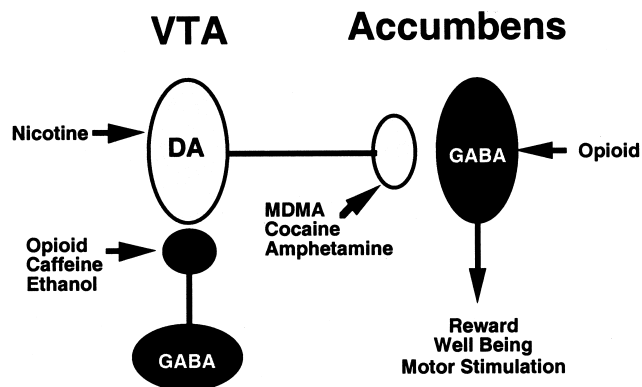 VTA
Accumbens
Nicotine
DA
GABA
Opioid
MDMA
Cocaine
Amphetamine
Opioid
Caffeine
Ethanol
GABA
Reward
Well Being
Motor Stimulation